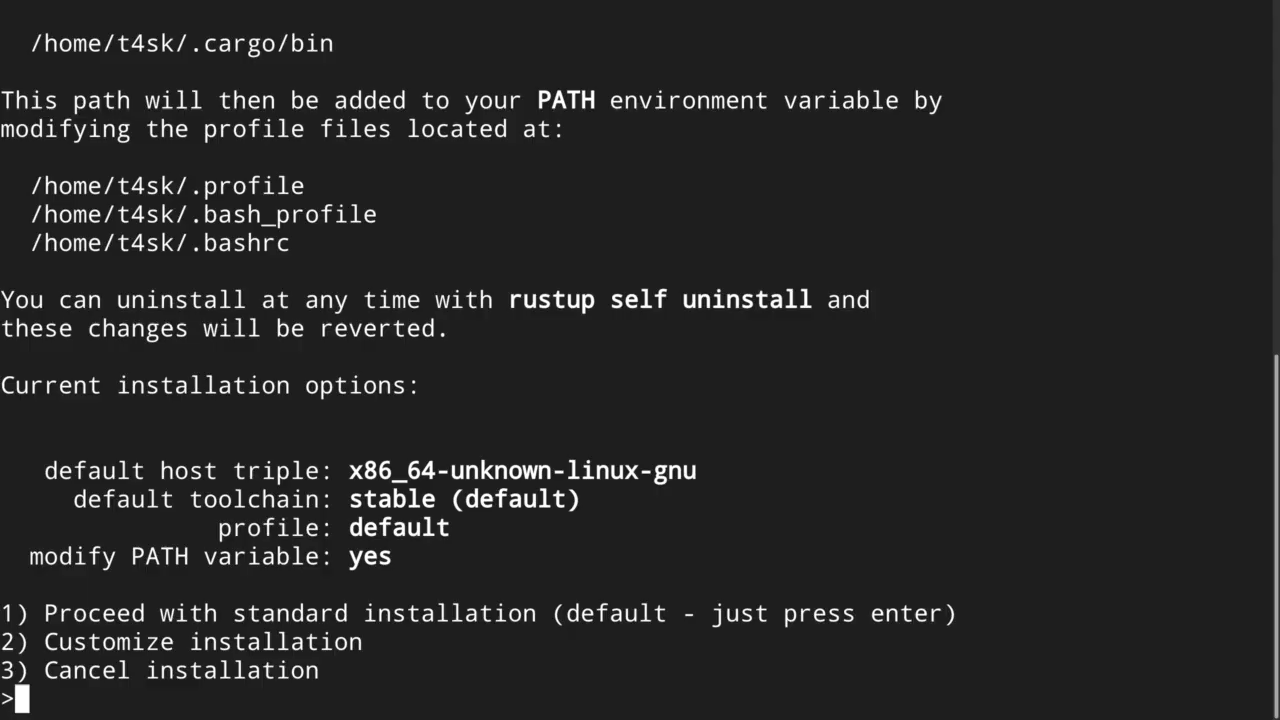 /home/t4sk/.cargo/bin
This path will then be added to your PATH environment variable by
modifying the profile files located at:
/home/t4sk/.profile
/home/t4sk/.bash_profile
/home/t4sk/.bashrc
You can uninstall at any time with rustup self uninstall and
these changes will be reverted.
Current installation options:
default host triple: x86_64-unknown-linux-gnu
default toolchain: stable (default)
profile: default
modify PATH variable: yes
1) Proceed with standard installation (default - just press enter)
2) Customize installation
3) Cancel installation
>